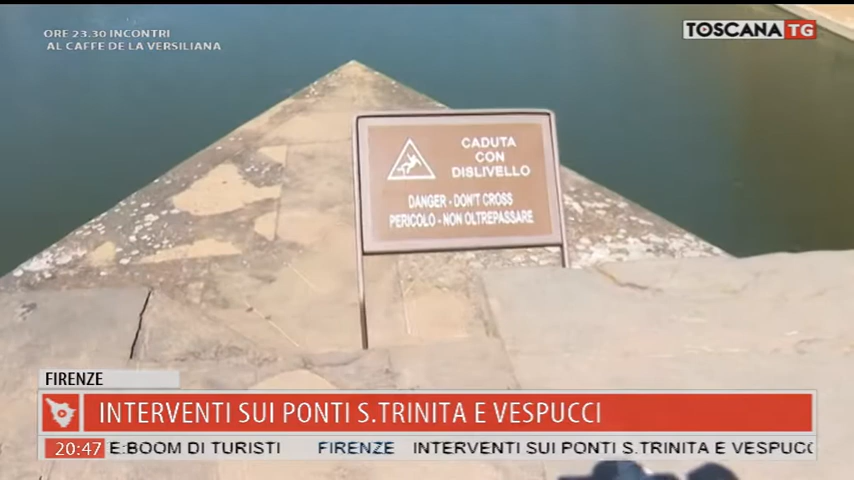 ORE 23.30 INCONTRI
AL CAFFE DE LA VERSILIANA
TOSCANA TG
CADUTA
CON
DISLIVELLO
DANGER - DON'T CROSS
PERICOLO - NON OLTREPASSARE
FIRENZE
INTERVENTI SUI PONTI S.TRINITA E VESPUCCI
20:47 E BOOM DI TURISTI FIRENZE INTERVENTI SUI PONTI S.TRINITA E VESPUCC